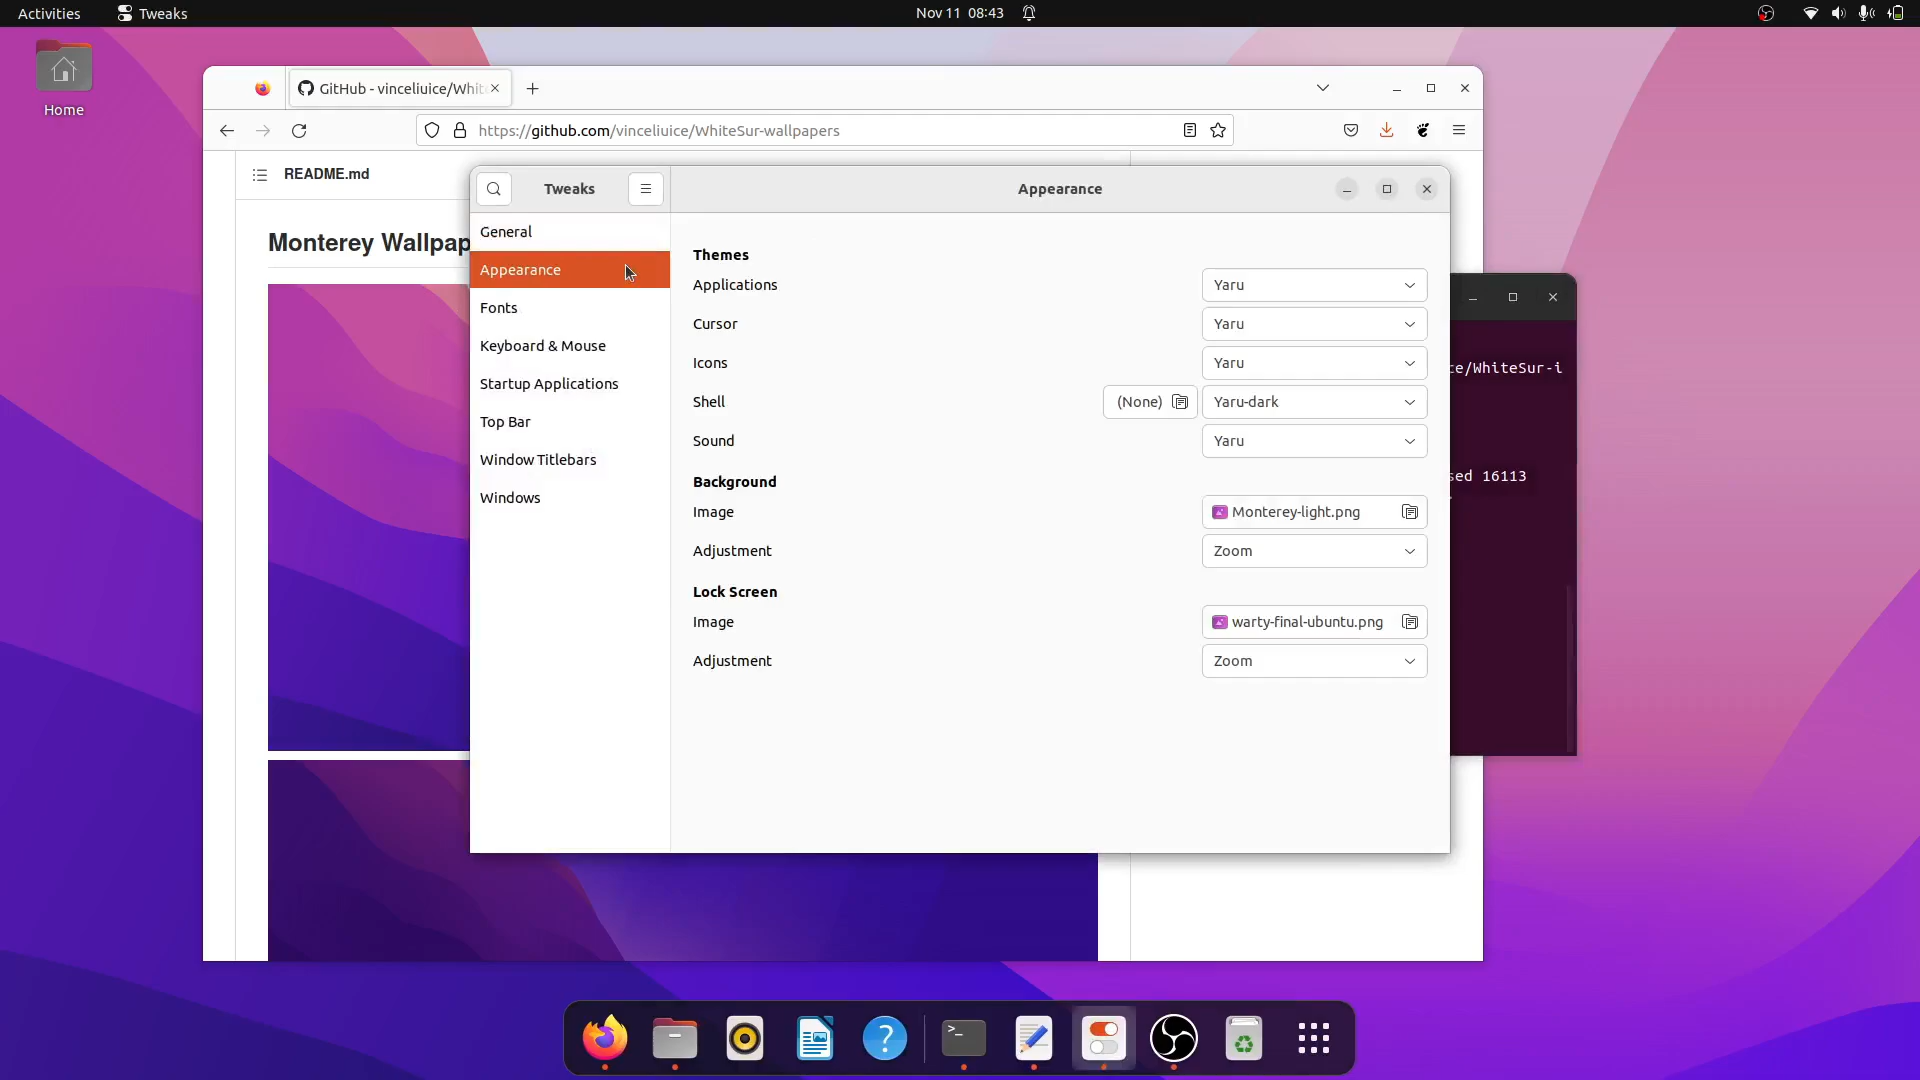 Activities
Tweaks
Nov 11 08:43
Home
GitHub - vinceliuice/White
https://github.com/vinceliuice/WhiteSur-wallpapers
README.md
Monterey Wallpap
Tweaks
Appearance
General
Appearance
Fonts
Keyboard & Mouse
Startup Applications
Top Bar
Window Titlebars
Windows
Themes
Applications
Yaru
Cursor
Yaru
Icons
Yaru
Shell
(None)
Yaru-dark
Sound
Yaru
Background
Image
Monterey-light.png
Adjustment
Zoom
Lock Screen
Image
warty-final-ubuntu.png
Adjustment
Zoom
ce/WhiteSur-i
sed 16113
>_
?